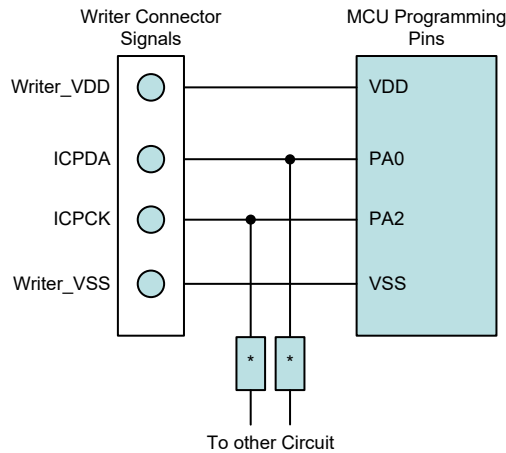 Writer Connector
Signals
MCU Programming
Pins
Writer_VDD
VDD
ICPDA
PA0
ICPCK
PA2
Writer_VSS
VSS
*
*
To other Circuit